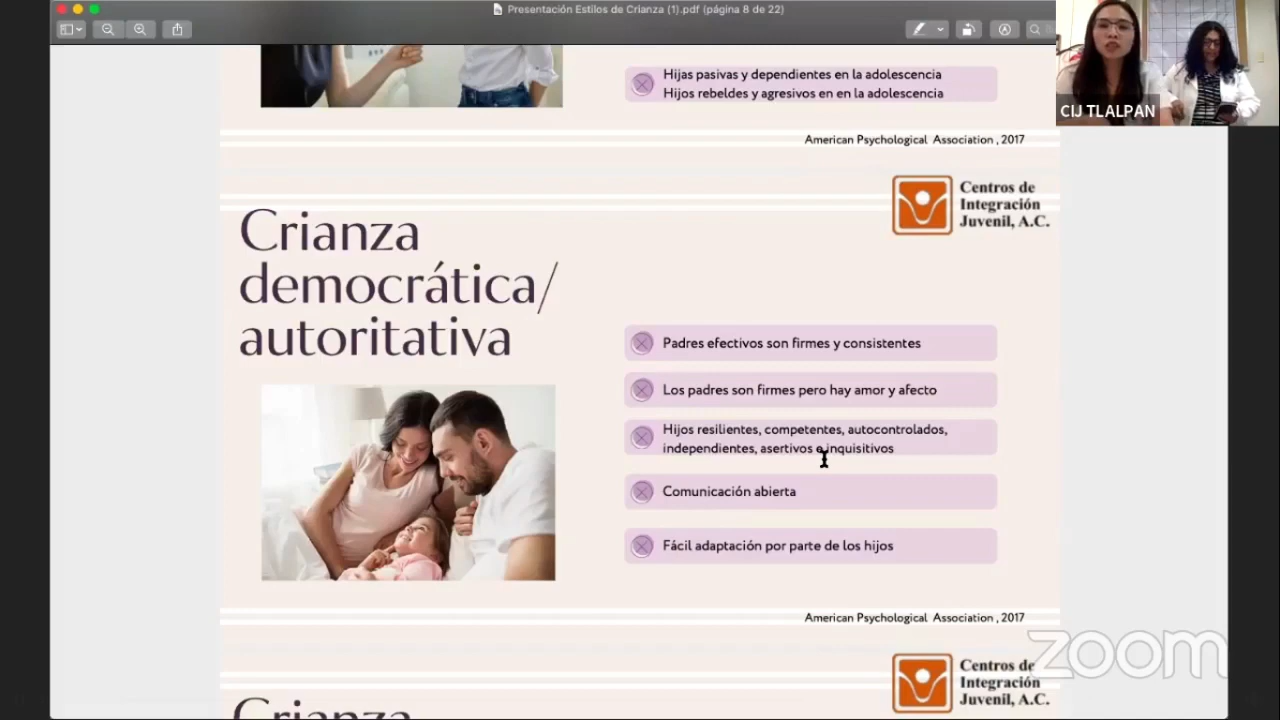 Presentación Estilos de Crianza (1).pdf (página 8 de 22)
CIJ TLALPAN
Hijas pasivas y dependientes en la adolescencia
Hijos rebeldes y agresivos en en la adolescencia
American Psychological Association , 2017
Centros de
Integración
Juvenil, A.C.
Crianza
democrática/
autoritativa
Padres efectivos son firmes y consistentes
Los padres son firmes pero hay amor y afecto
Hijos resilientes, competentes, autocontrolados,
independientes, asertivos e inquisitivos
Comunicación abierta
Fácil adaptación por parte de los hijos
American Psychological Association , 2017
zoom
Centros de
Integración
Juvenil, A.C.
Crianza